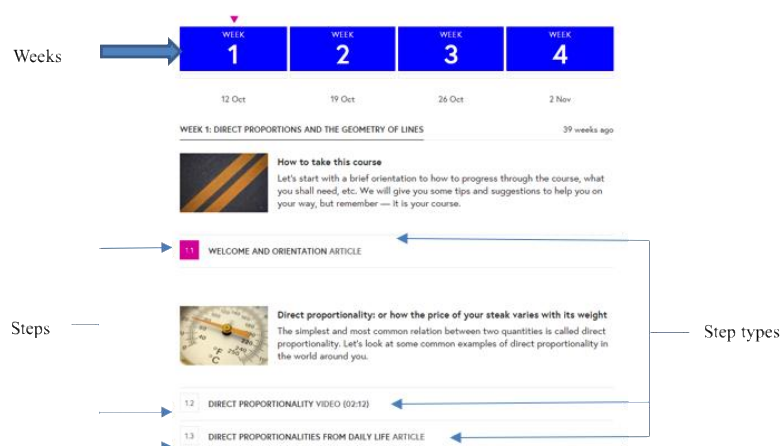 Weeks
WEEK WEEK WEEK WEEK
1 2 3 4
12 Oct 19 Oct 26 Oct 2 Nov
WEEK 1: DIRECT PROPORTIONS AND THE GEOMETRY OF LINES 39 weeks ago
How to take this course
Let's start with a brief orientation to how to progress through the course, what
you shall need, etc. We will give you some tips and suggestions to help you on
your way, but remember — it is your course.
1.1 WELCOME AND ORIENTATION ARTICLE
Steps
Step types
Direct proportionality: or how the price of your steak varies with its weight
The simplest and most common relation between two quantities is called direct
proportionality. Let's look at some common examples of direct proportionality in
the world around you.
°F
°C
1.2 DIRECT PROPORTIONALITY VIDEO (02:12)
1.3 DIRECT PROPORTIONALITIES FROM DAILY LIFE ARTICLE